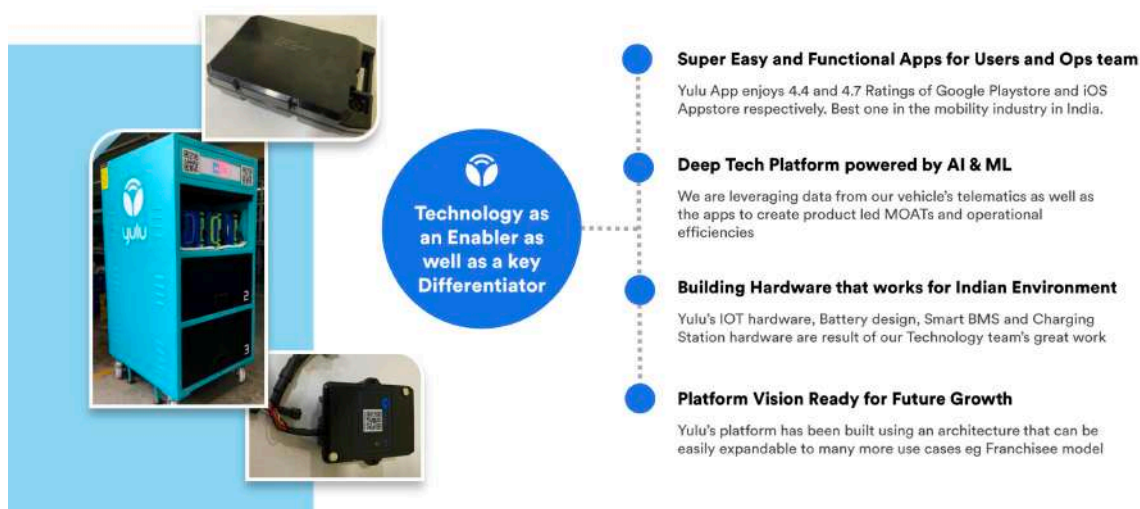 yulu
2
3
Technology as
an Enabler as
well as a key
Differentiator
Super Easy and Functional Apps for Users and Ops team
Yulu App enjoys 4.4 and 4.7 Ratings of Google Playstore and iOS
Appstore respectively. Best one in the mobility industry in India.
Deep Tech Platform powered by AI & ML
We are leveraging data from our vehicle's telematics as well as
the apps to create product led MOATs and operational
efficiencies
Building Hardware that works for Indian Environment
Yulu's IOT hardware, Battery design, Smart BMS and Charging
Station hardware are result of our Technology team's great work
Platform Vision Ready for Future Growth
Yulu's platform has been built using an architecture that can be
easily expandable to many more use cases eg Franchisee model